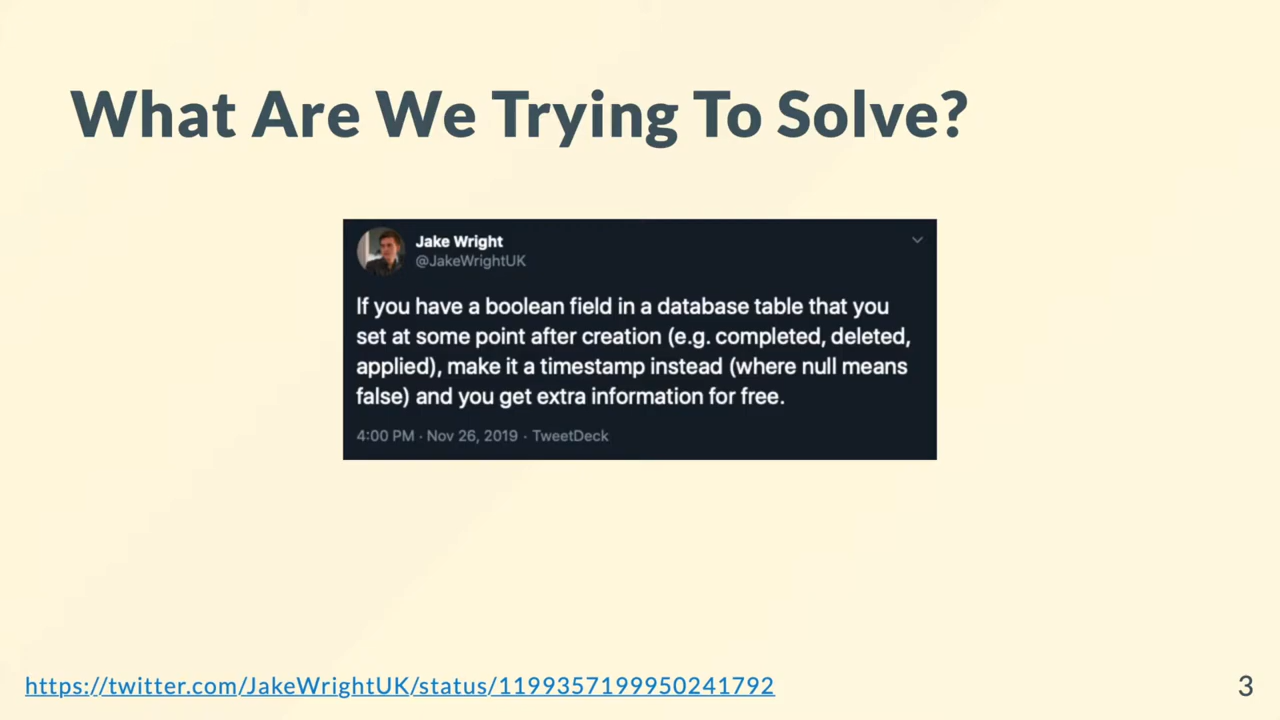 What Are We Trying To Solve?
Jake Wright
@JakeWrightUK
If you have a boolean field in a database table that you
set at some point after creation (e.g. completed, deleted,
applied), make it a timestamp instead (where null means
false) and you get extra information for free.
4:00 PM · Nov 26, 2019 · TweetDeck
https://twitter.com/JakeWrightUK/status/1199357199950241792
3